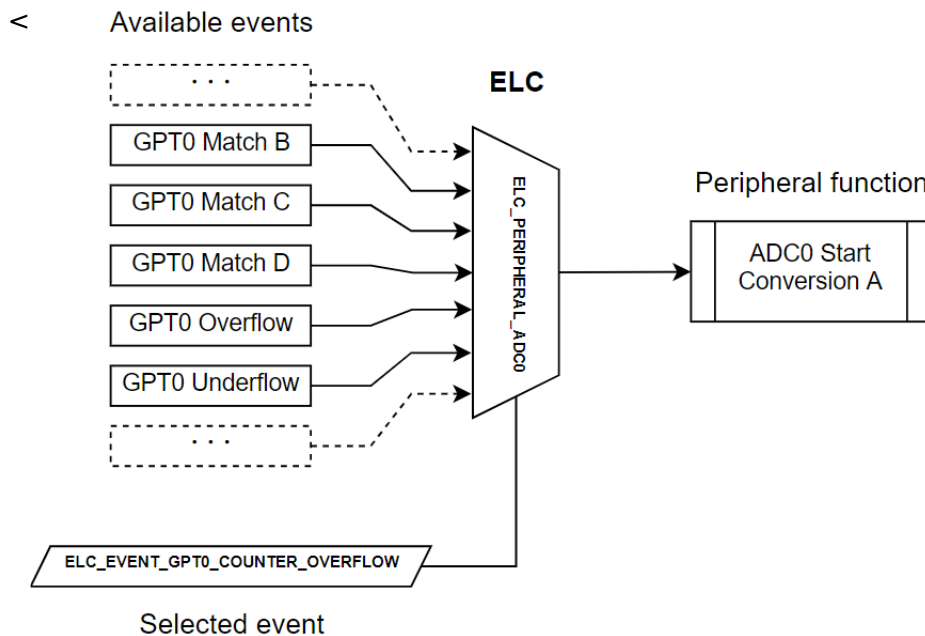 <
Available events
. . .
ELC
GPT0 Match B
GPT0 Match C
GPT0 Match D
GPT0 Overflow
GPT0 Underflow
. . .
ELC_PERIPHERAL_ADC0
Peripheral function
ADC0 Start
Conversion A
ELC_EVENT_GPT0_COUNTER_OVERFLOW
Selected event